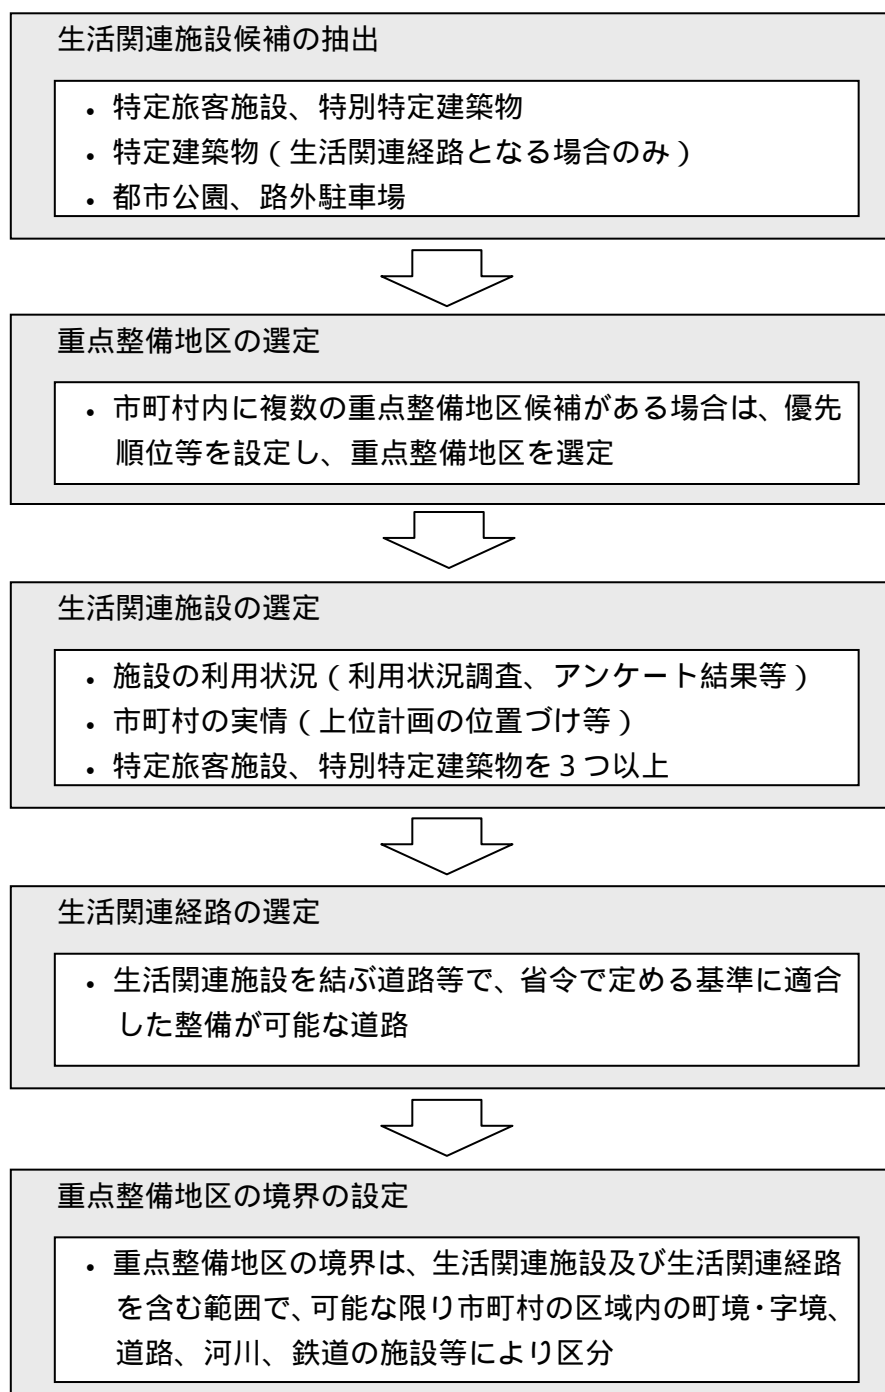 生活関連施設候補の抽出
• 特定旅客施設、特別特定建築物
• 特定建築物（生活関連経路となる場合のみ）
• 都市公園、路外駐車場
重点整備地区の選定
• 市町村内に複数の重点整備地区候補がある場合は、優先
順位等を設定し、重点整備地区を選定
生活関連施設の選定
• 施設の利用状況（利用状況調査、アンケート結果等）
• 市町村の実情（上位計画の位置づけ等）
• 特定旅客施設、特別特定建築物を３つ以上
生活関連経路の選定
• 生活関連施設を結ぶ道路等で、省令で定める基準に適合
した整備が可能な道路
重点整備地区の境界の設定
• 重点整備地区の境界は、生活関連施設及び生活関連経路
を含む範囲で、可能な限り市町村の区域内の町境・字境、
道路、河川、鉄道の施設等により区分